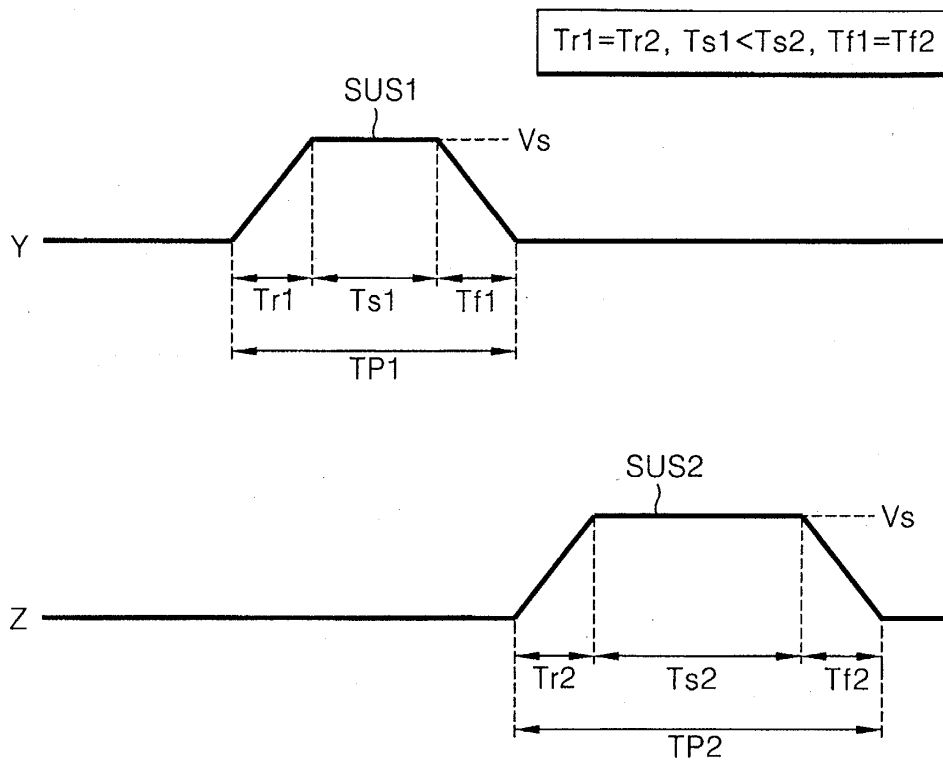 Tr1=Tr2, Ts1<Ts2, Tf1=Tf2
SUS1
Vs
Y
Tr1 Ts1 Tf1
TP1
SUS2
Vs
Z
Tr2 Ts2 Tf2
TP2